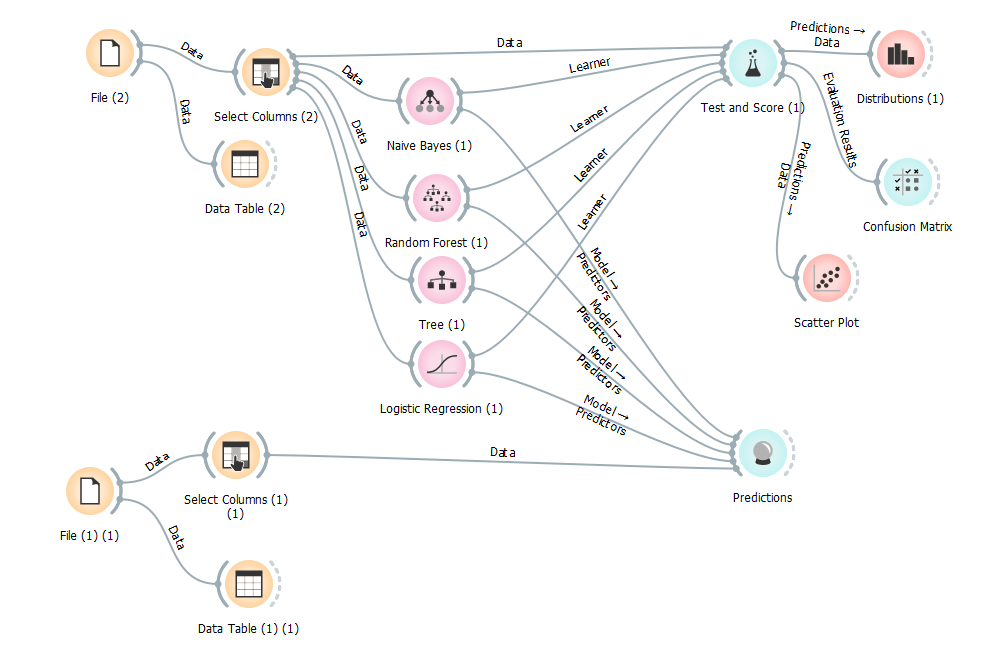 Predictions →
Data
Data
Data
Learner
Data
File (2)
Select Columns (2)
Test and Score (1)
Distributions (1)
Data
Data
Learner
Evaluation Results
Naive Bayes (1)
Data
Learner
Predictions →
Data
Data Table (2)
Data
Learner
Confusion Matrix
Random Forest (1)
Model →
Predictors
Tree (1)
Model →
Predictors
Scatter Plot
Model →
Predictors
Logistic Regression (1)
Model →
Predictors
Data
Data
Select Columns (1)
(1)
Predictions
File (1) (1)
Data
Data Table (1) (1)